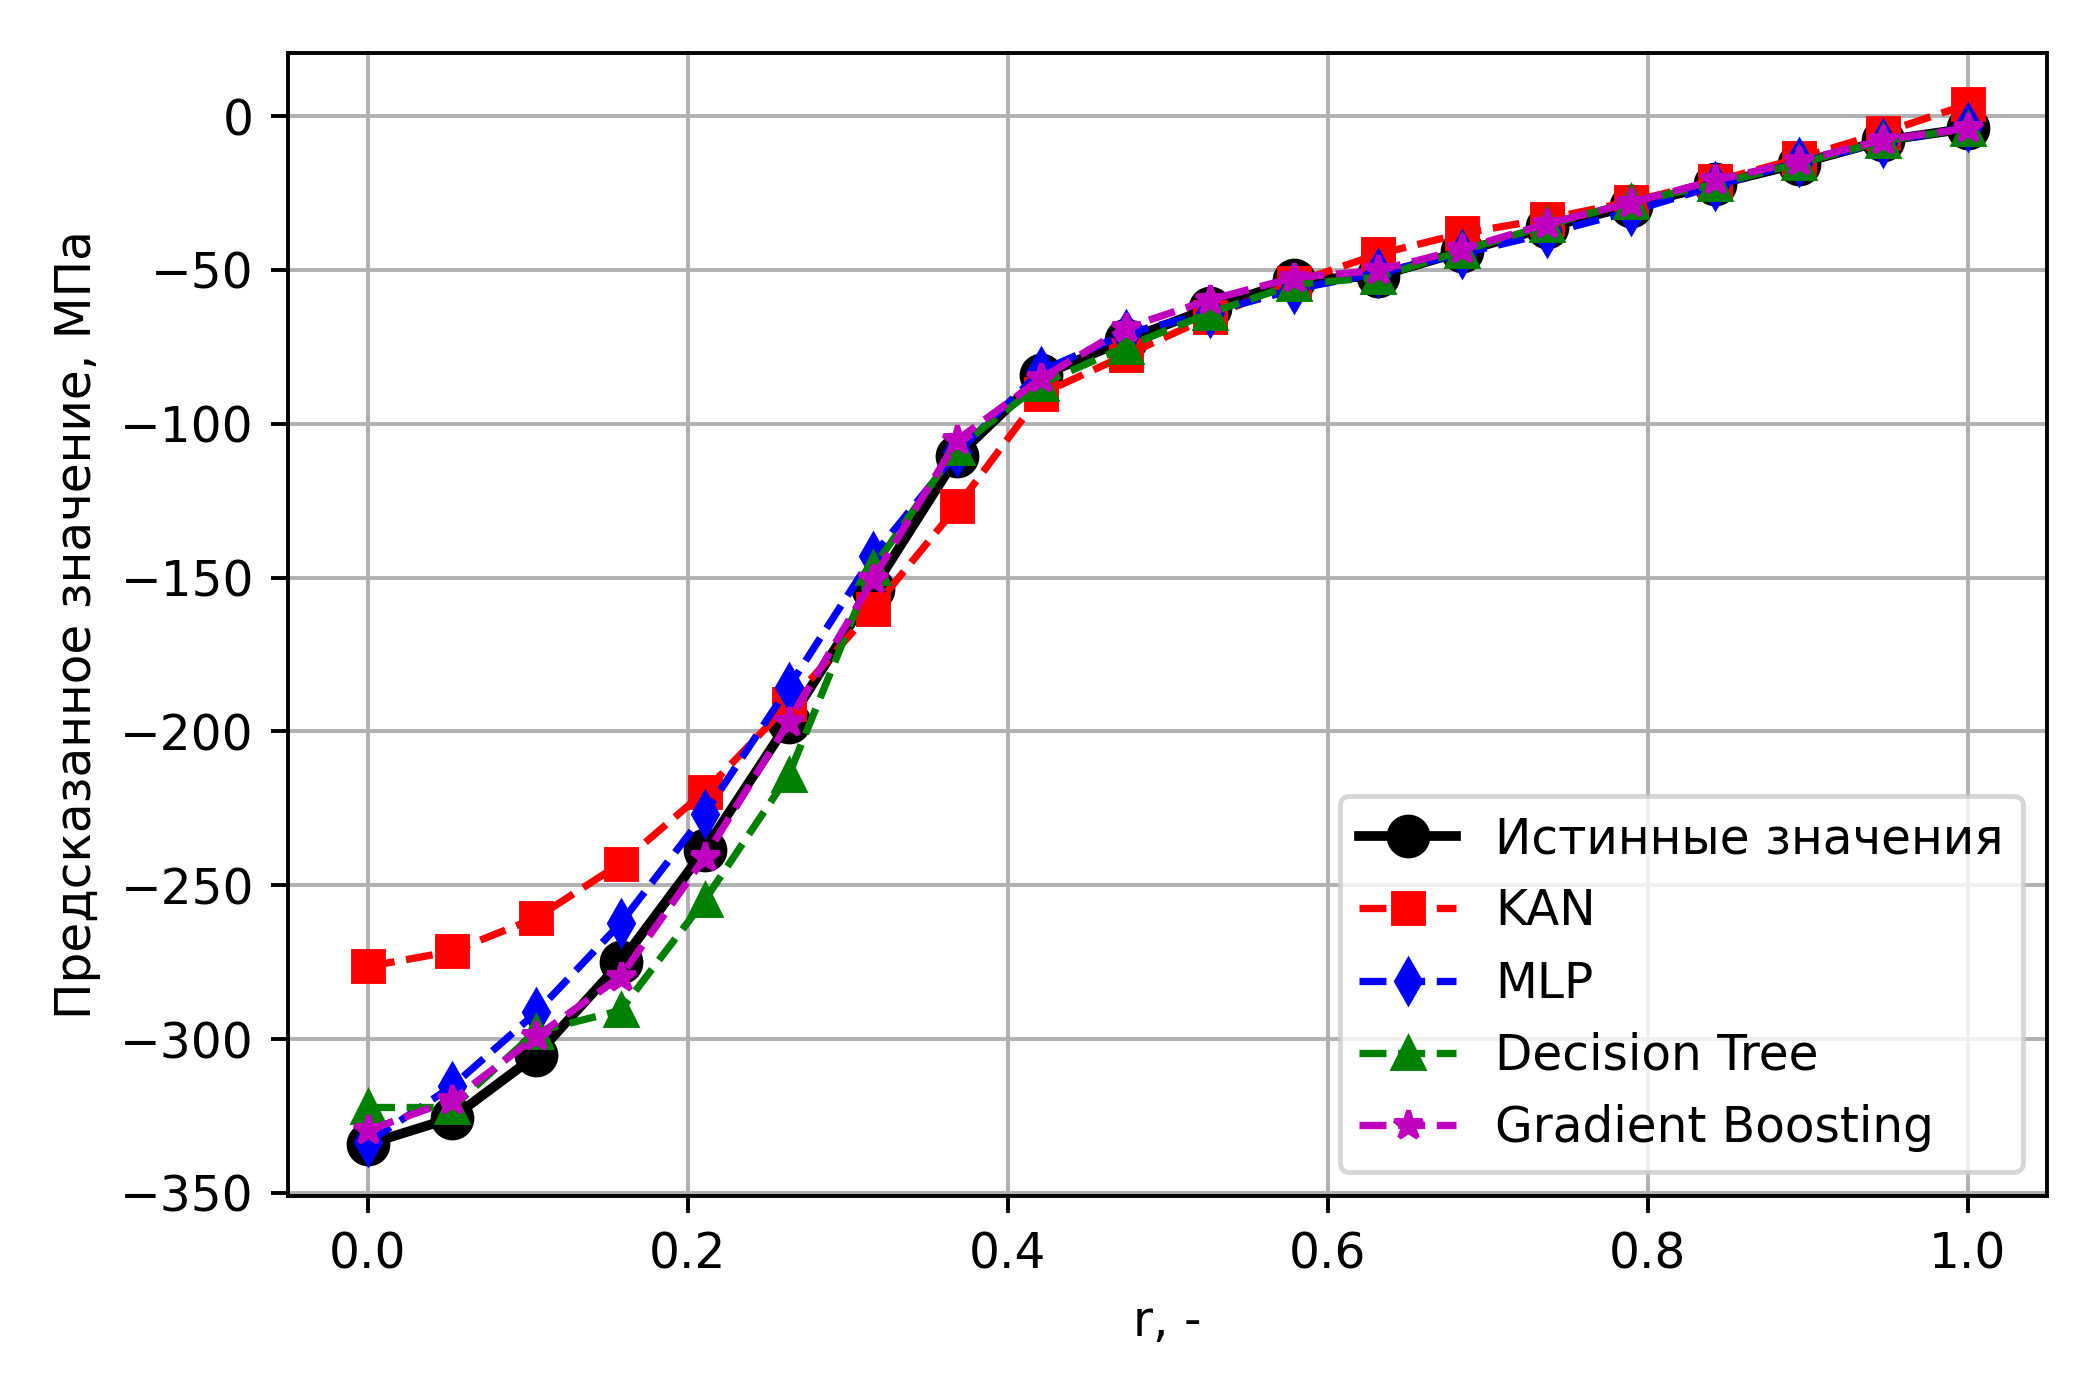 Предсказанное значение, МПа
0
−50
−100
−150
−200
−250
−300
−350
0.0 0.2 0.4 0.6 0.8 1.0
r, -
Истинные значения
KAN
MLP
Decision Tree
Gradient Boosting